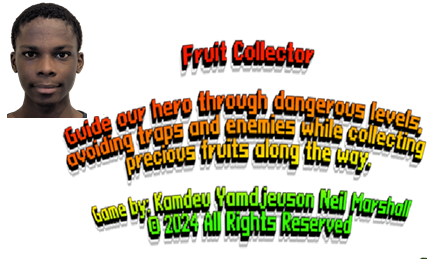 Fruit Collector
Guide our hero through dangerous levels,
avoiding traps and enemies while collecting
precious fruits along the way.
Game by: Kamdeu Yamdjeuson Neil Marshall
© 2024 All Rights Reserved